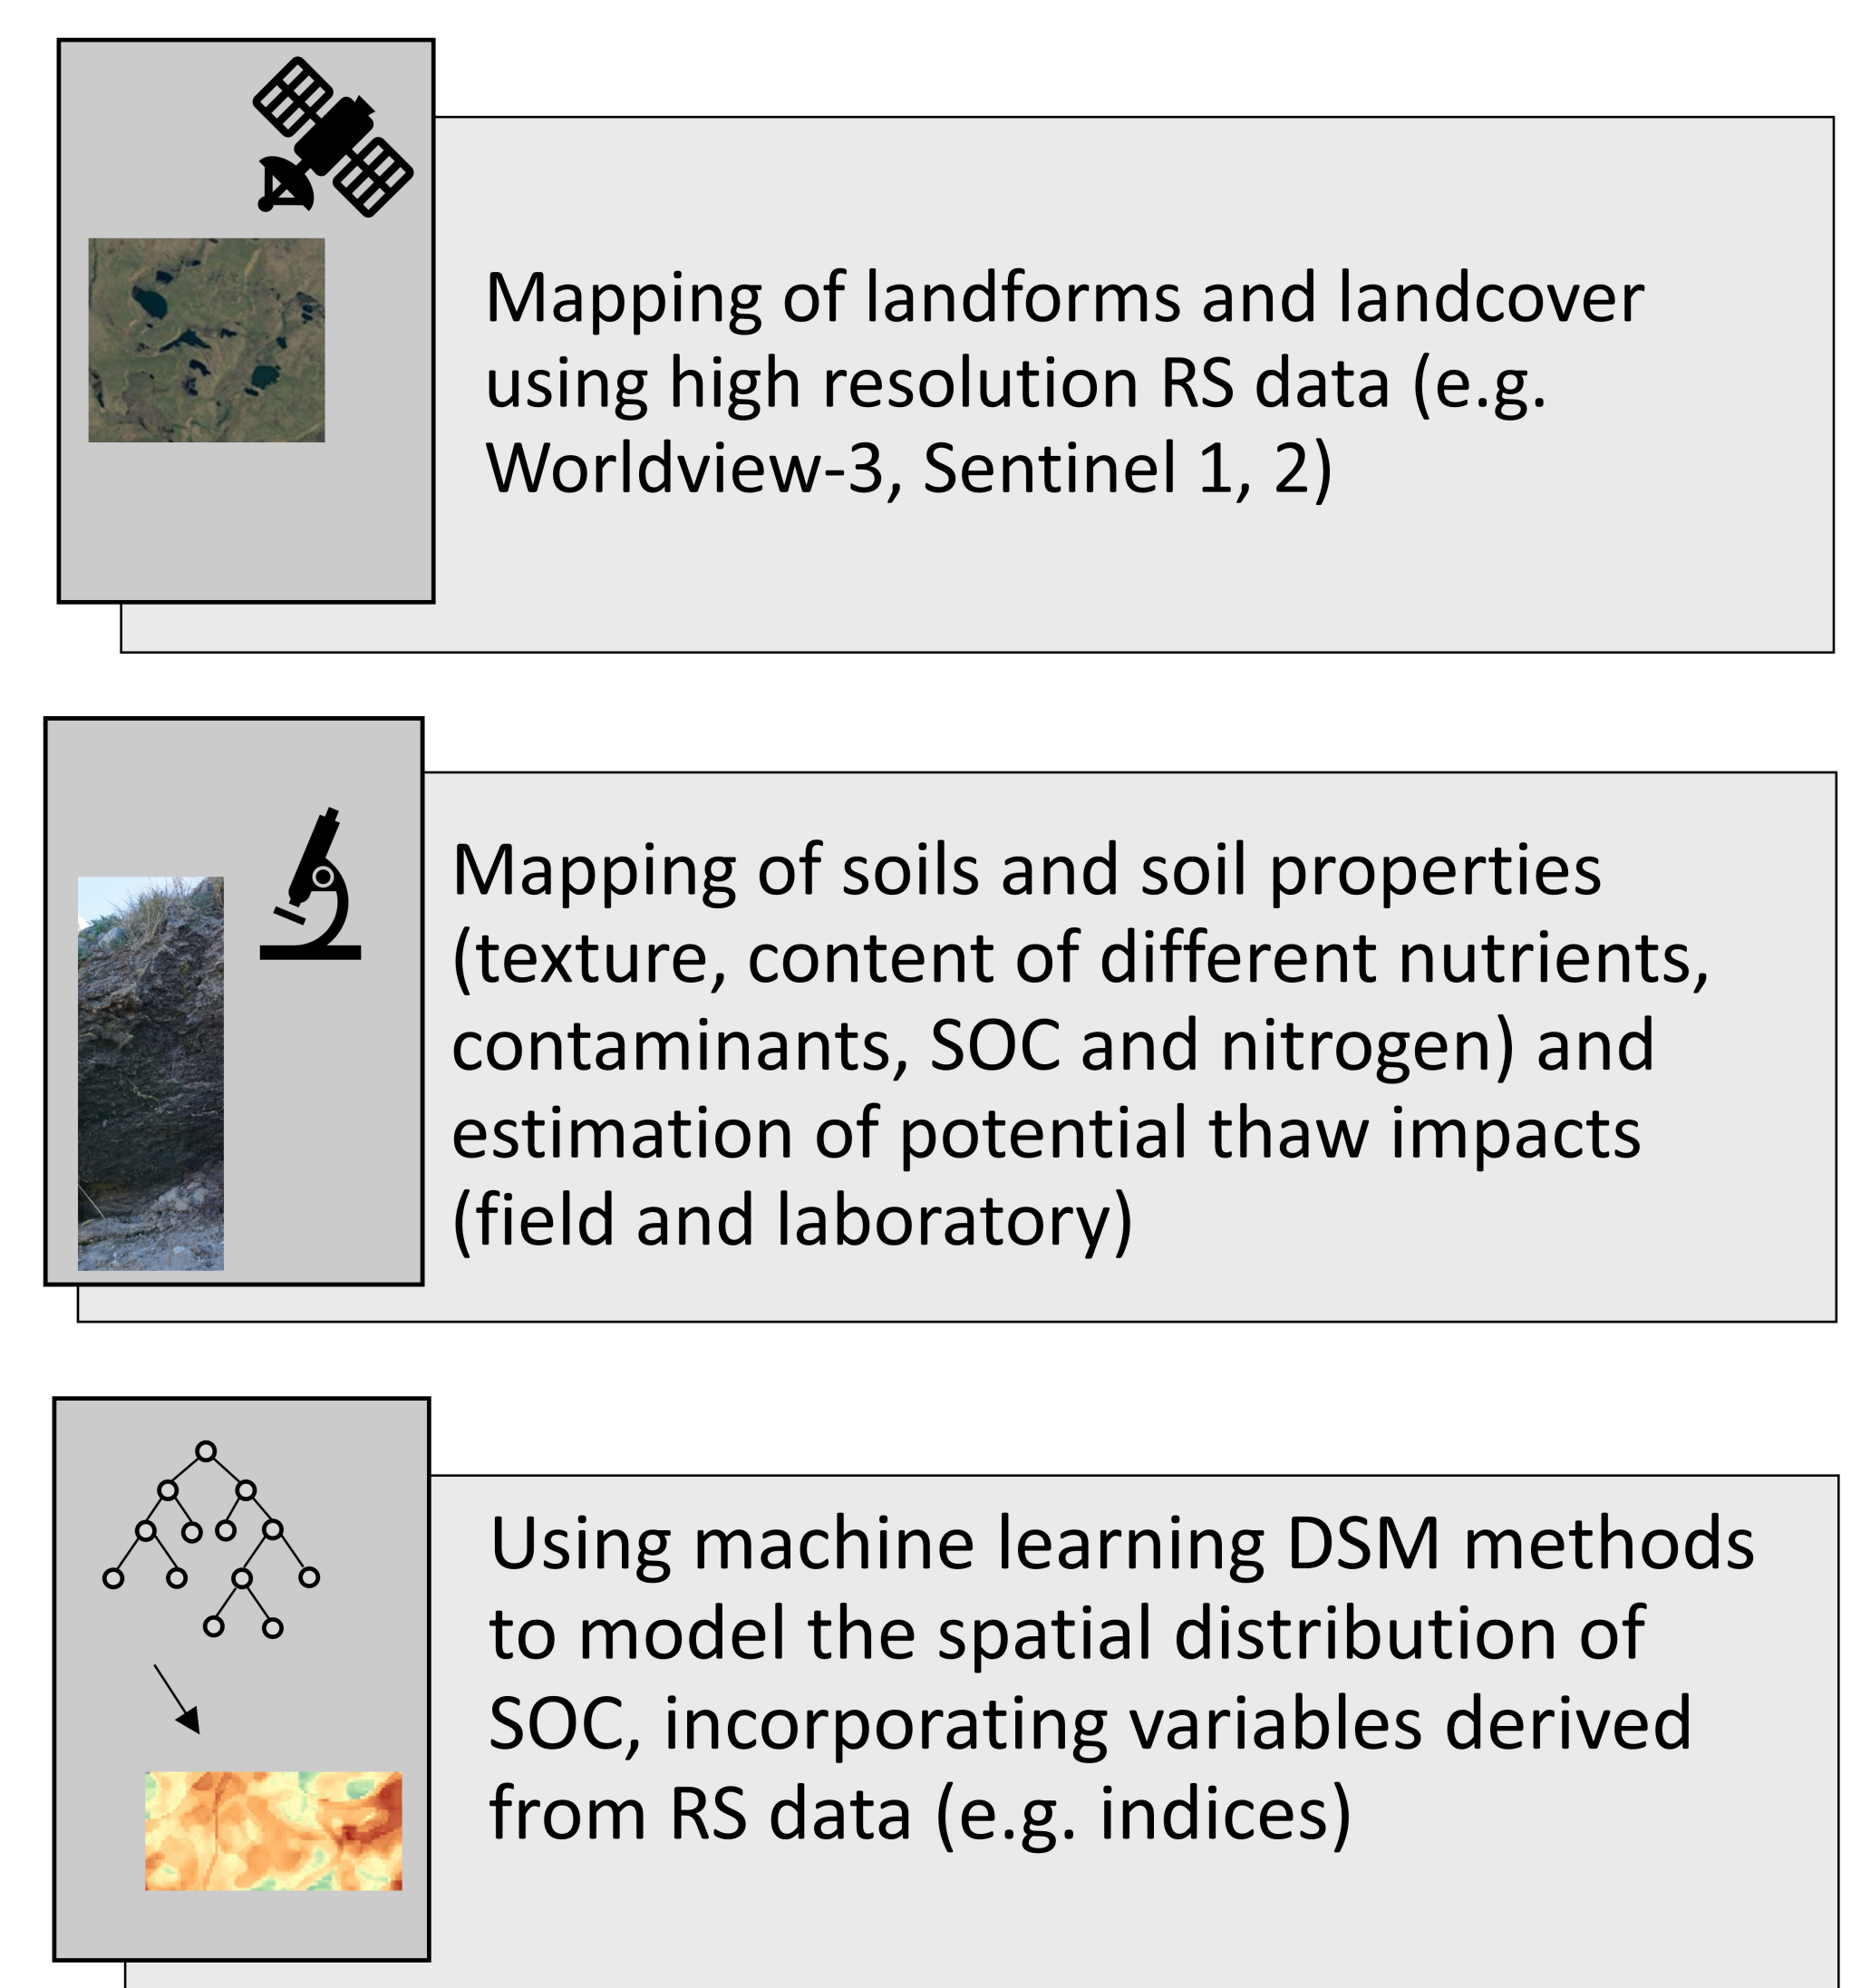 Mapping of landforms and landcover
using high resolution RS data (e.g.
Worldview-3, Sentinel 1, 2)
Mapping of soils and soil properties
(texture, content of different nutrients,
contaminants, SOC and nitrogen) and
estimation of potential thaw impacts
(field and laboratory)
Using machine learning DSM methods
to model the spatial distribution of
SOC, incorporating variables derived
from RS data (e.g. indices)